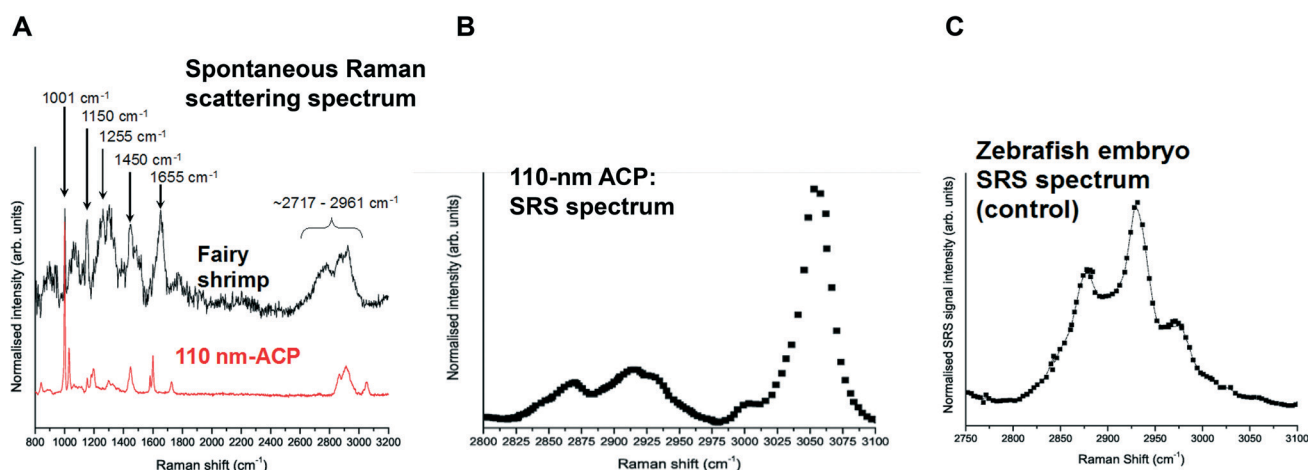 A
Spontaneous Raman
scattering spectrum
1001 cm⁻¹
1150 cm⁻¹
1255 cm⁻¹
1450 cm⁻¹
1655 cm⁻¹
~2717 - 2961 cm⁻¹
Fairy
shrimp
110 nm-ACP
Normalised intensity (arb. units)
800 1000 1200 1400 1600 1800 2000 2200 2400 2600 2800 3000 3200
Raman shift (cm⁻¹)
B
110-nm ACP:
SRS spectrum
Normalised intensity (arb. units)
2800 2825 2850 2875 2900 2925 2950 2975 3000 3025 3050 3075 3100
Raman shift (cm⁻¹)
C
Zebrafish embryo
SRS spectrum
(control)
Normalised SRS signal intensity (arb. units)
2750 2800 2850 2900 2950 3000 3050 3100
Raman Shift (cm⁻¹)